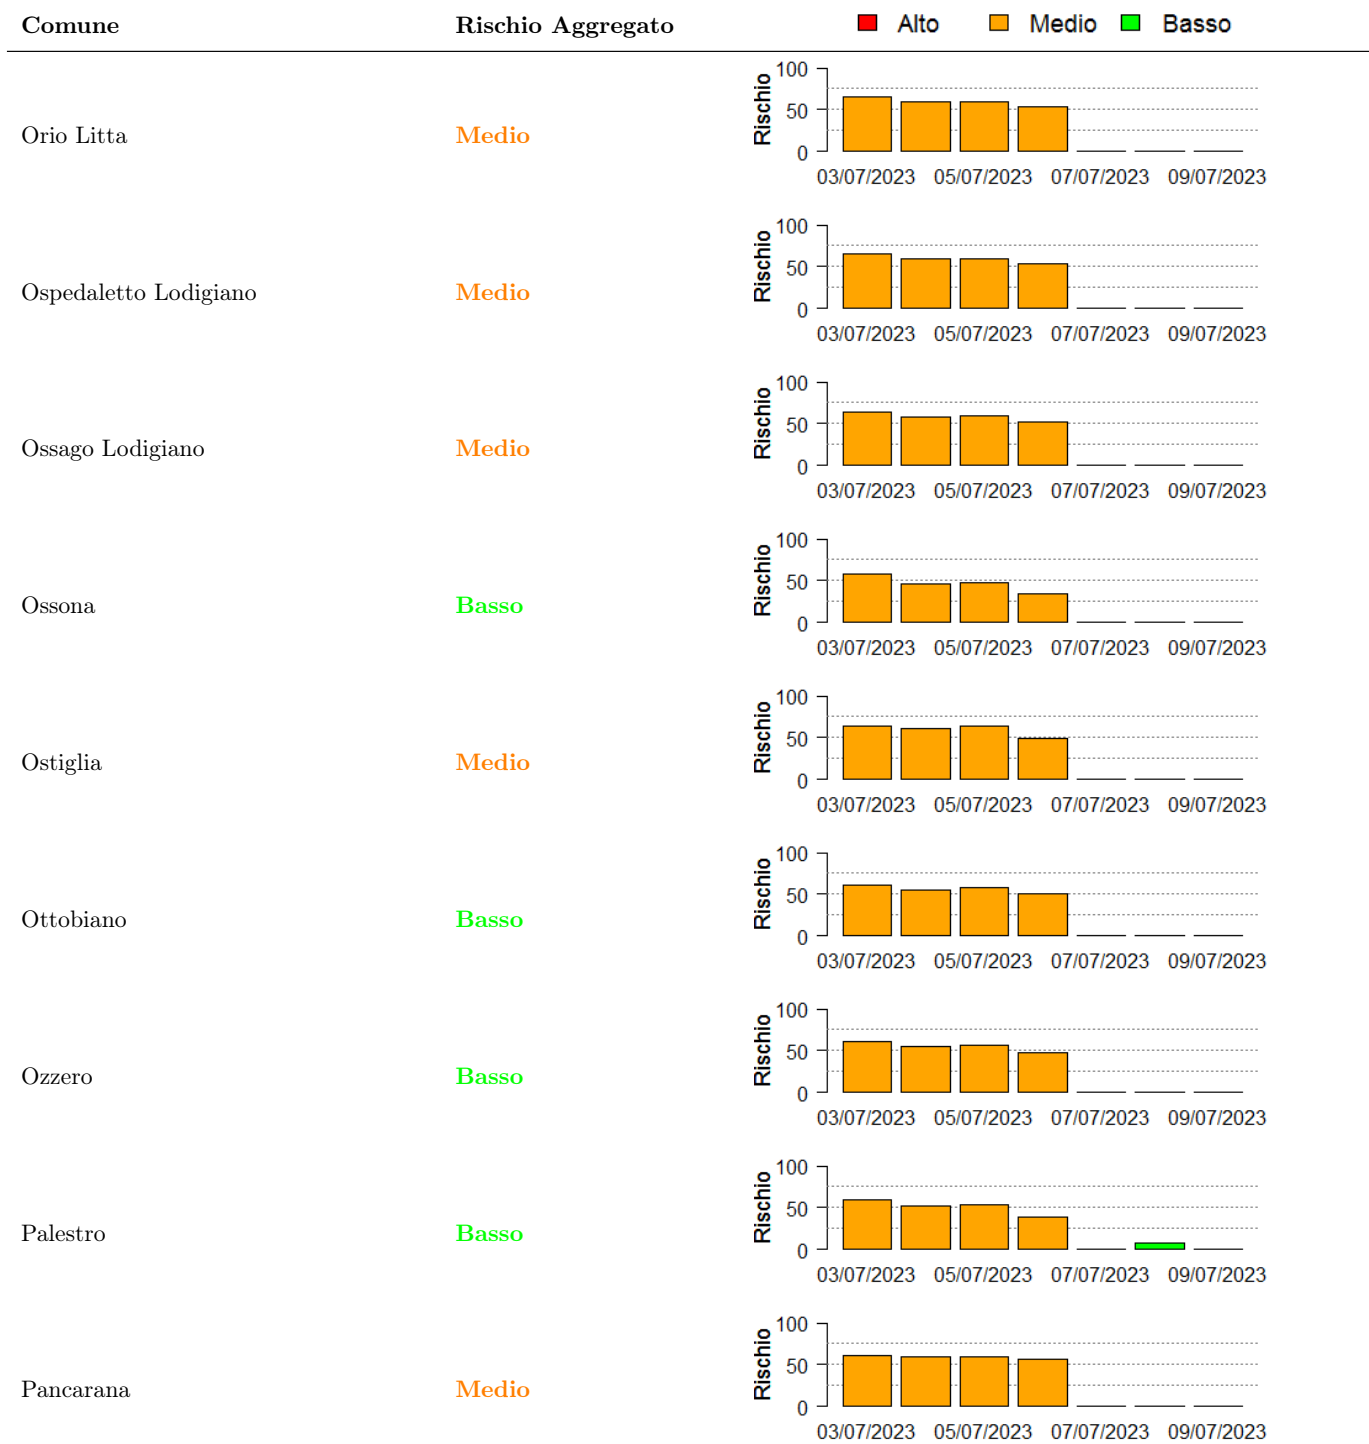 Comune Rischio Aggregato Alto Medio Basso
100
50
0
Rischio
Orio Litta Medio
03/07/2023 05/07/2023 07/07/2023 09/07/2023
100
50
0
Rischio
Ospedaletto Lodigiano Medio
03/07/2023 05/07/2023 07/07/2023 09/07/2023
100
50
0
Rischio
Ossago Lodigiano Medio
03/07/2023 05/07/2023 07/07/2023 09/07/2023
100
50
0
Rischio
Ossona Basso
03/07/2023 05/07/2023 07/07/2023 09/07/2023
100
50
0
Rischio
Ostiglia Medio
03/07/2023 05/07/2023 07/07/2023 09/07/2023
100
50
0
Rischio
Ottobiano Basso
03/07/2023 05/07/2023 07/07/2023 09/07/2023
100
50
0
Rischio
Ozzero Basso
03/07/2023 05/07/2023 07/07/2023 09/07/2023
100
50
0
Rischio
Palestro Basso
03/07/2023 05/07/2023 07/07/2023 09/07/2023
100
50
0
Rischio
Pancarana Medio
03/07/2023 05/07/2023 07/07/2023 09/07/2023